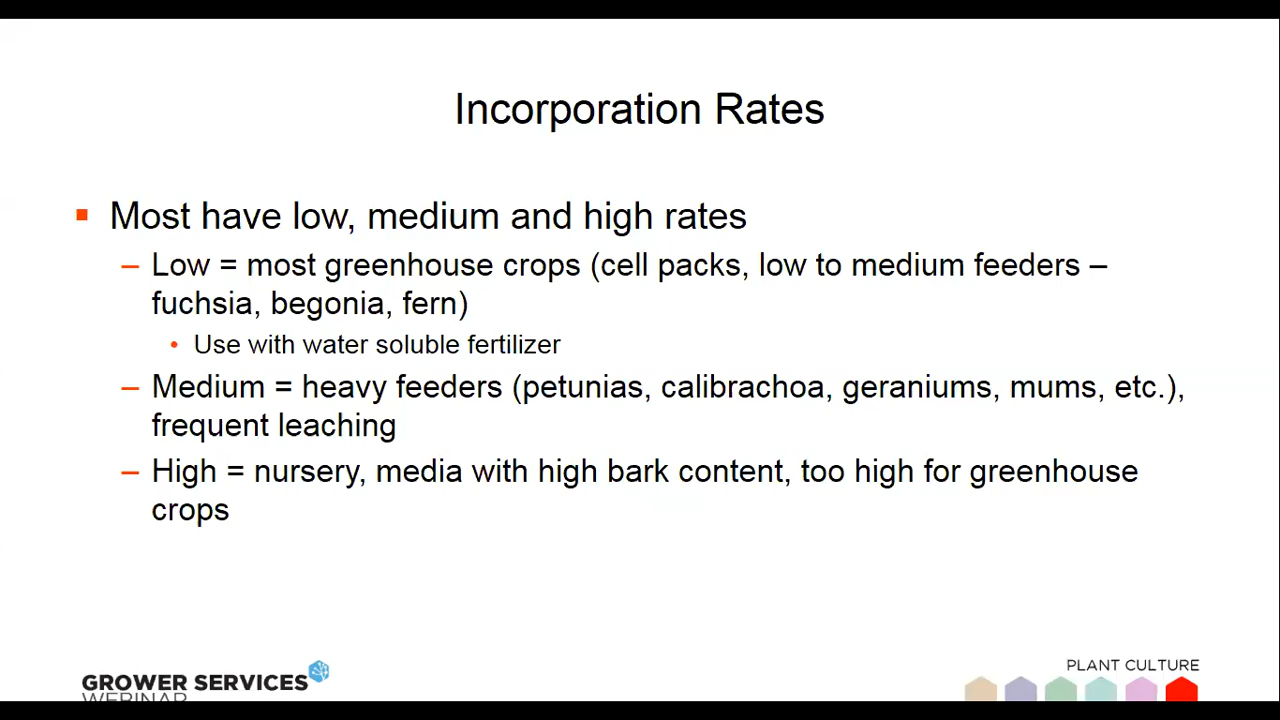 Incorporation Rates
Most have low, medium and high rates
– Low = most greenhouse crops (cell packs, low to medium feeders –
fuchsia, begonia, fern)
• Use with water soluble fertilizer
– Medium = heavy feeders (petunias, calibrachoa, geraniums, mums, etc.),
frequent leaching
– High = nursery, media with high bark content, too high for greenhouse
crops
GROWER SERVICES
WEBINAR
PLANT CULTURE